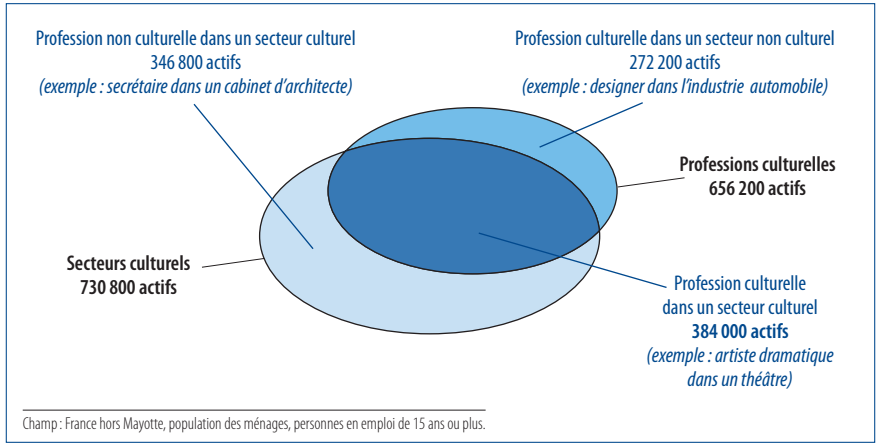 Profession non culturelle dans un secteur culturel
346 800 actifs
(exemple : secrétaire dans un cabinet d'architecte)
Profession culturelle dans un secteur non culturel
272 200 actifs
(exemple : designer dans l'industrie automobile)
Professions culturelles
656 200 actifs
Secteurs culturels
730 800 actifs
Profession culturelle
dans un secteur culturel
384 000 actifs
(exemple : artiste dramatique
dans un théâtre)
Champ : France hors Mayotte, population des ménages, personnes en emploi de 15 ans ou plus.